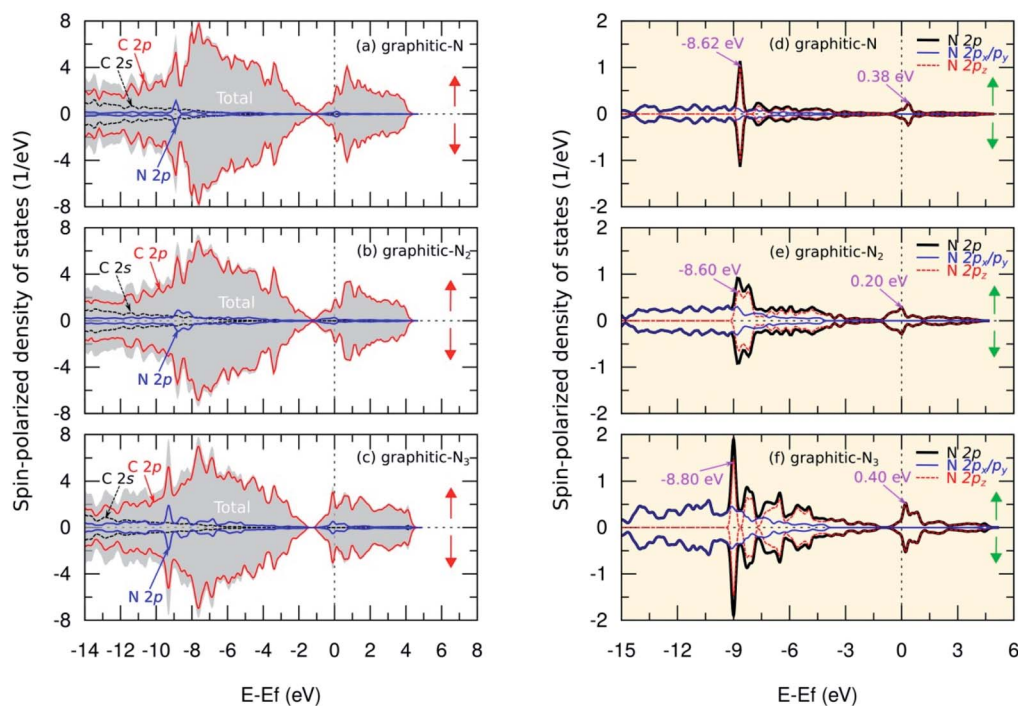 Spin-polarized density of states (1/eV)
8
4
0
-4
-8
(a) graphitic-N
C 2p
C 2s
Total
N 2p
8
4
0
-4
-8
(b) graphitic-N2
C 2p
C 2s
Total
N 2p
8
4
0
-4
-8
(c) graphitic-N3
C 2s
C 2p
Total
N 2p
-14 -12 -10 -8 -6 -4 -2 0 2 4 6 8
E-Ef (eV)
Spin-polarized density of states (1/eV)
2
1
0
-1
-2
(d) graphitic-N
N 2p
N 2px/py
N 2pz
-8.62 eV
0.38 eV
2
1
0
-1
-2
(e) graphitic-N2
N 2p
N 2px/py
N 2pz
-8.60 eV
0.20 eV
2
1
0
-1
-2
(f) graphitic-N3
N 2p
N 2px/py
N 2pz
-8.80 eV
0.40 eV
-15 -12 -9 -6 -3 0 3 6
E-Ef (eV)